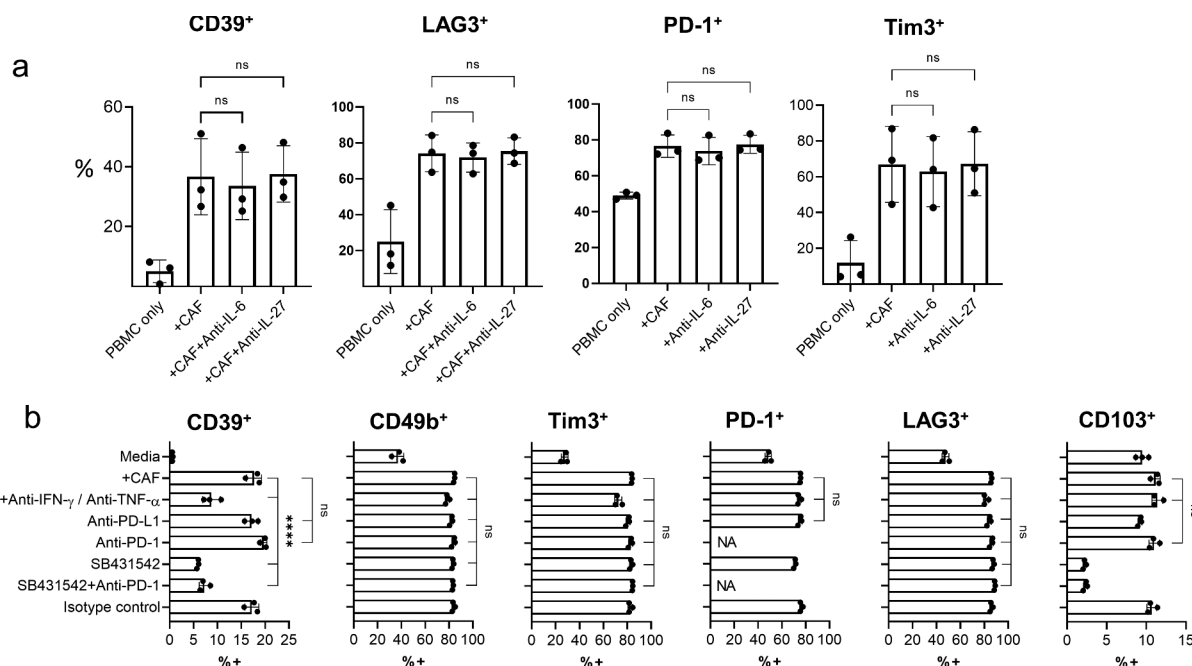 CD39+ LAG3+ PD-1+ Tim3+
a
ns ns ns ns
ns ns ns ns
%
60 40 20
100 80 60 40 20
100 80 60 40 20 0
100 80 60 40 20 0
PBMC only +CAF +CAF+Anti-IL-6 +CAF+Anti-IL-27
PBMC only +CAF +CAF+Anti-IL-6 +CAF+Anti-IL-27
PBMC only +CAF +Anti-IL-6 +Anti-IL-27
PBMC only +CAF +Anti-IL-6 +Anti-IL-27
b
CD39+ CD49b+ Tim3+ PD-1+ LAG3+ CD103+
Media
+CAF
+Anti-IFN-γ / Anti-TNF-α
Anti-PD-L1
Anti-PD-1 NA
SB431542
SB431542+Anti-PD-1 NA
Isotype control
**** ns ns ns ns ns ns
0 5 10 15 20 25
0 20 40 60 80 100
0 20 40 60 80 100
0 20 40 60 80 100
0 20 40 60 80 100
0 5 10 15
%+ %+ %+ %+ %+ %+